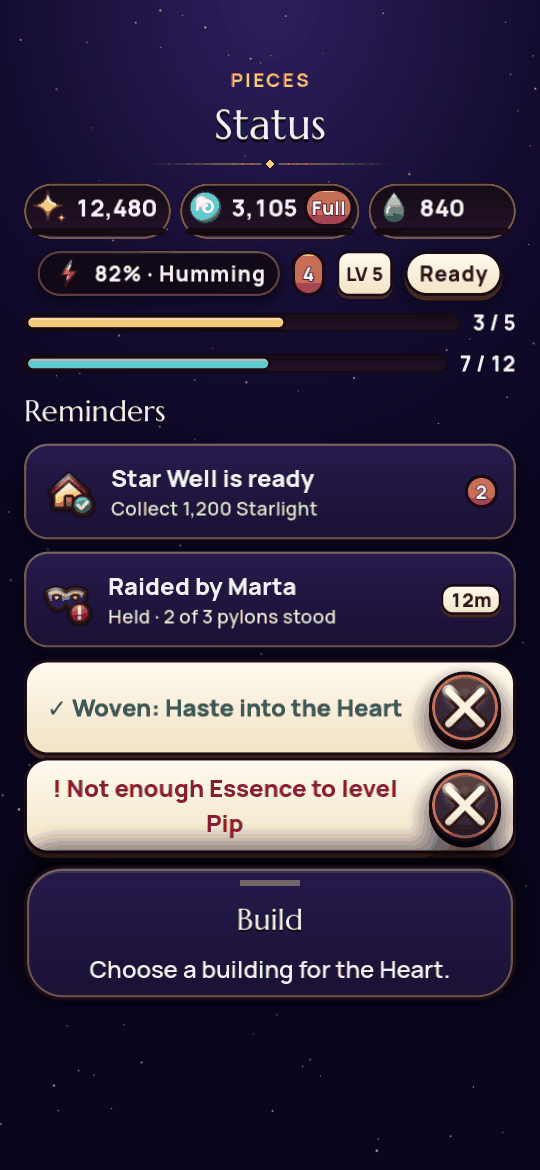 PIECES
Status
12,480
3,105 Full
840
82% · Humming
4
LV 5
Ready
3 / 5
7 / 12
Reminders
Star Well is ready
Collect 1,200 Starlight
2
Raided by Marta
Held · 2 of 3 pylons stood
12m
✓ Woven: Haste into the Heart
! Not enough Essence to level
Pip
Build
Choose a building for the Heart.